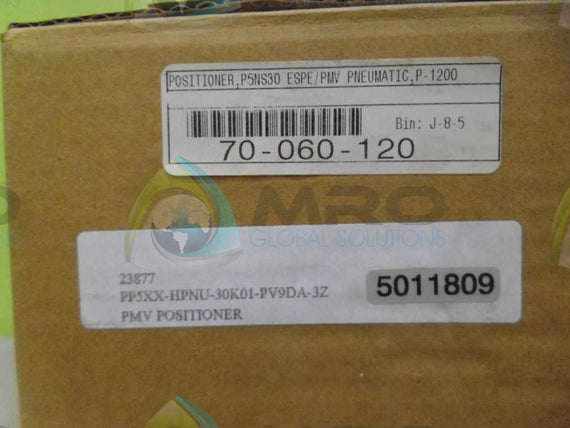 POSITIONER,P5NS30 ESPE/PMV PNEUMATIC,P-1200
Bin: J-8-5
70-060-120
MRO
GLOBAL SOLUTIONS
23877
PP5XX-HPNU-30K01-PV9DA-3Z
5011809
PMV POSITIONER